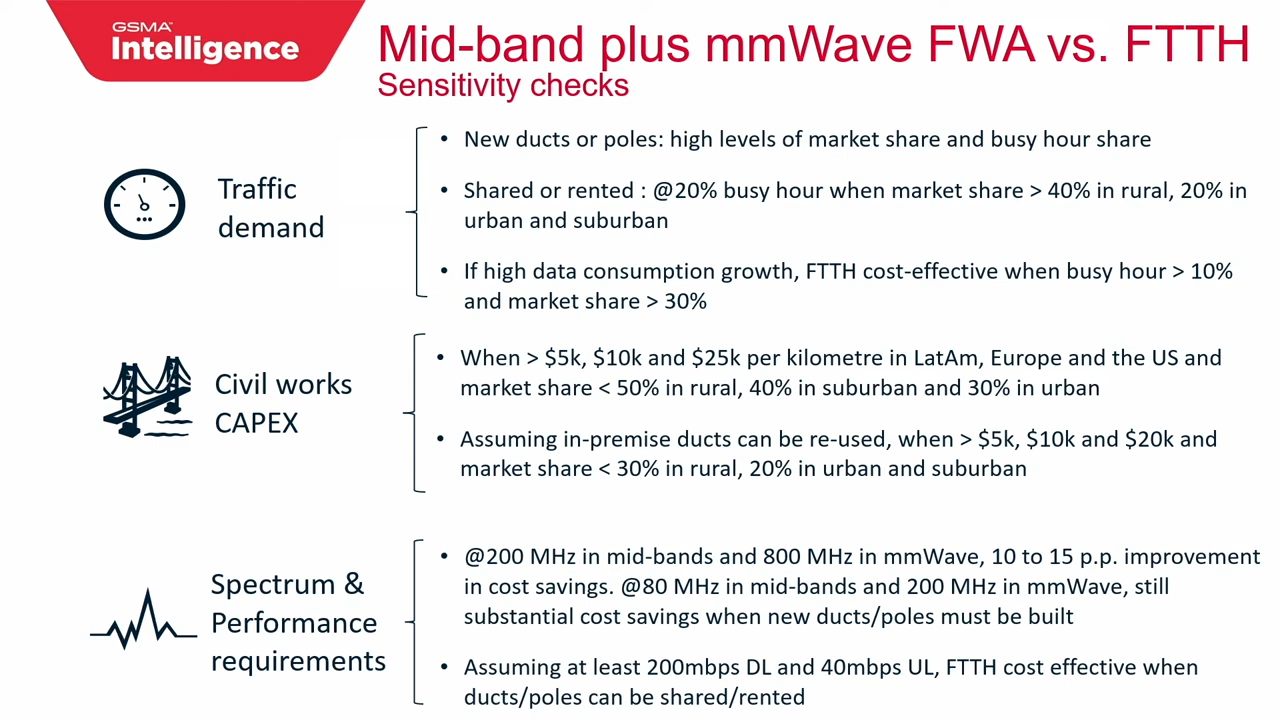 GSMA™
Intelligence
Mid-band plus mmWave FWA vs. FTTH
Sensitivity checks
Traffic
demand
• New ducts or poles: high levels of market share and busy hour share
• Shared or rented : @20% busy hour when market share > 40% in rural, 20% in
urban and suburban
• If high data consumption growth, FTTH cost-effective when busy hour > 10%
and market share > 30%
Civil works
CAPEX
• When > $5k, $10k and $25k per kilometre in LatAm, Europe and the US and
market share < 50% in rural, 40% in suburban and 30% in urban
• Assuming in-premise ducts can be re-used, when > $5k, $10k and $20k and
market share < 30% in rural, 20% in urban and suburban
Spectrum &
Performance
requirements
• @200 MHz in mid-bands and 800 MHz in mmWave, 10 to 15 p.p. improvement
in cost savings. @80 MHz in mid-bands and 200 MHz in mmWave, still
substantial cost savings when new ducts/poles must be built
• Assuming at least 200mbps DL and 40mbps UL, FTTH cost effective when
ducts/poles can be shared/rented